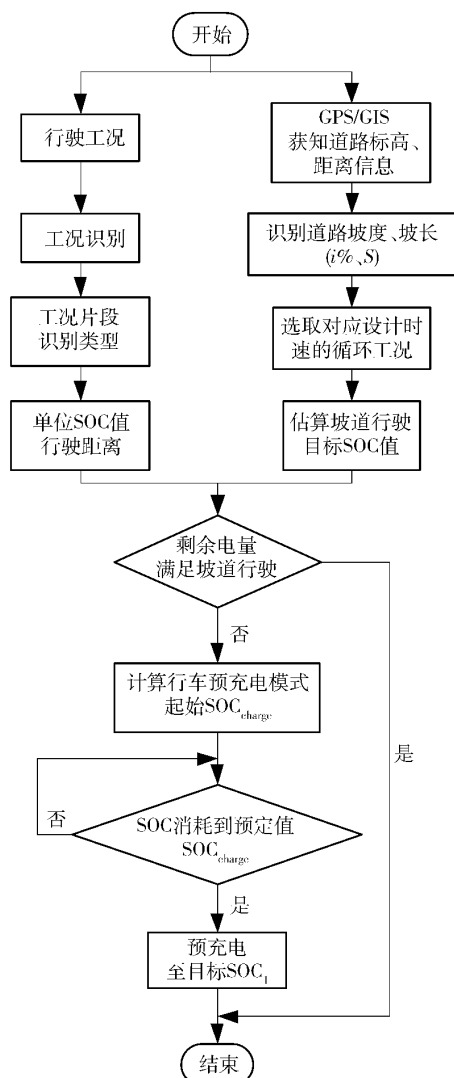 开始
行驶工况
工况识别
工况片段
识别类型
单位SOC值
行驶距离
GPS/GIS
获知道路标高、
距离信息
识别道路坡度、坡长
(i%、S)
选取对应设计时
速的循环工况
估算坡道行驶
目标SOC值
剩余电量
满足坡道行驶
否
是
计算行车预充电模式
起始SOCcharge
否
SOC消耗到预定值
SOCcharge
是
预充电
至目标SOC1
结束